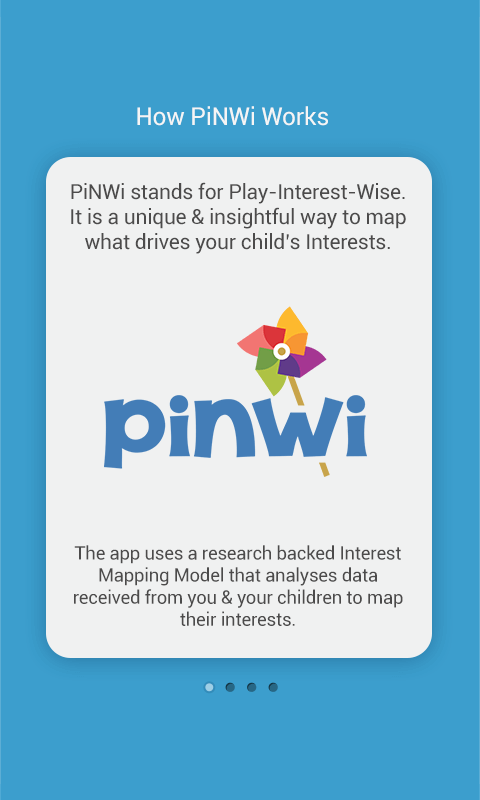 How PiNWi Works
PiNWi stands for Play-Interest-Wise.
It is a unique & insightful way to map
what drives your child's Interests.
pinwi
The app uses a research backed Interest
Mapping Model that analyses data
received from you & your children to map
their interests.